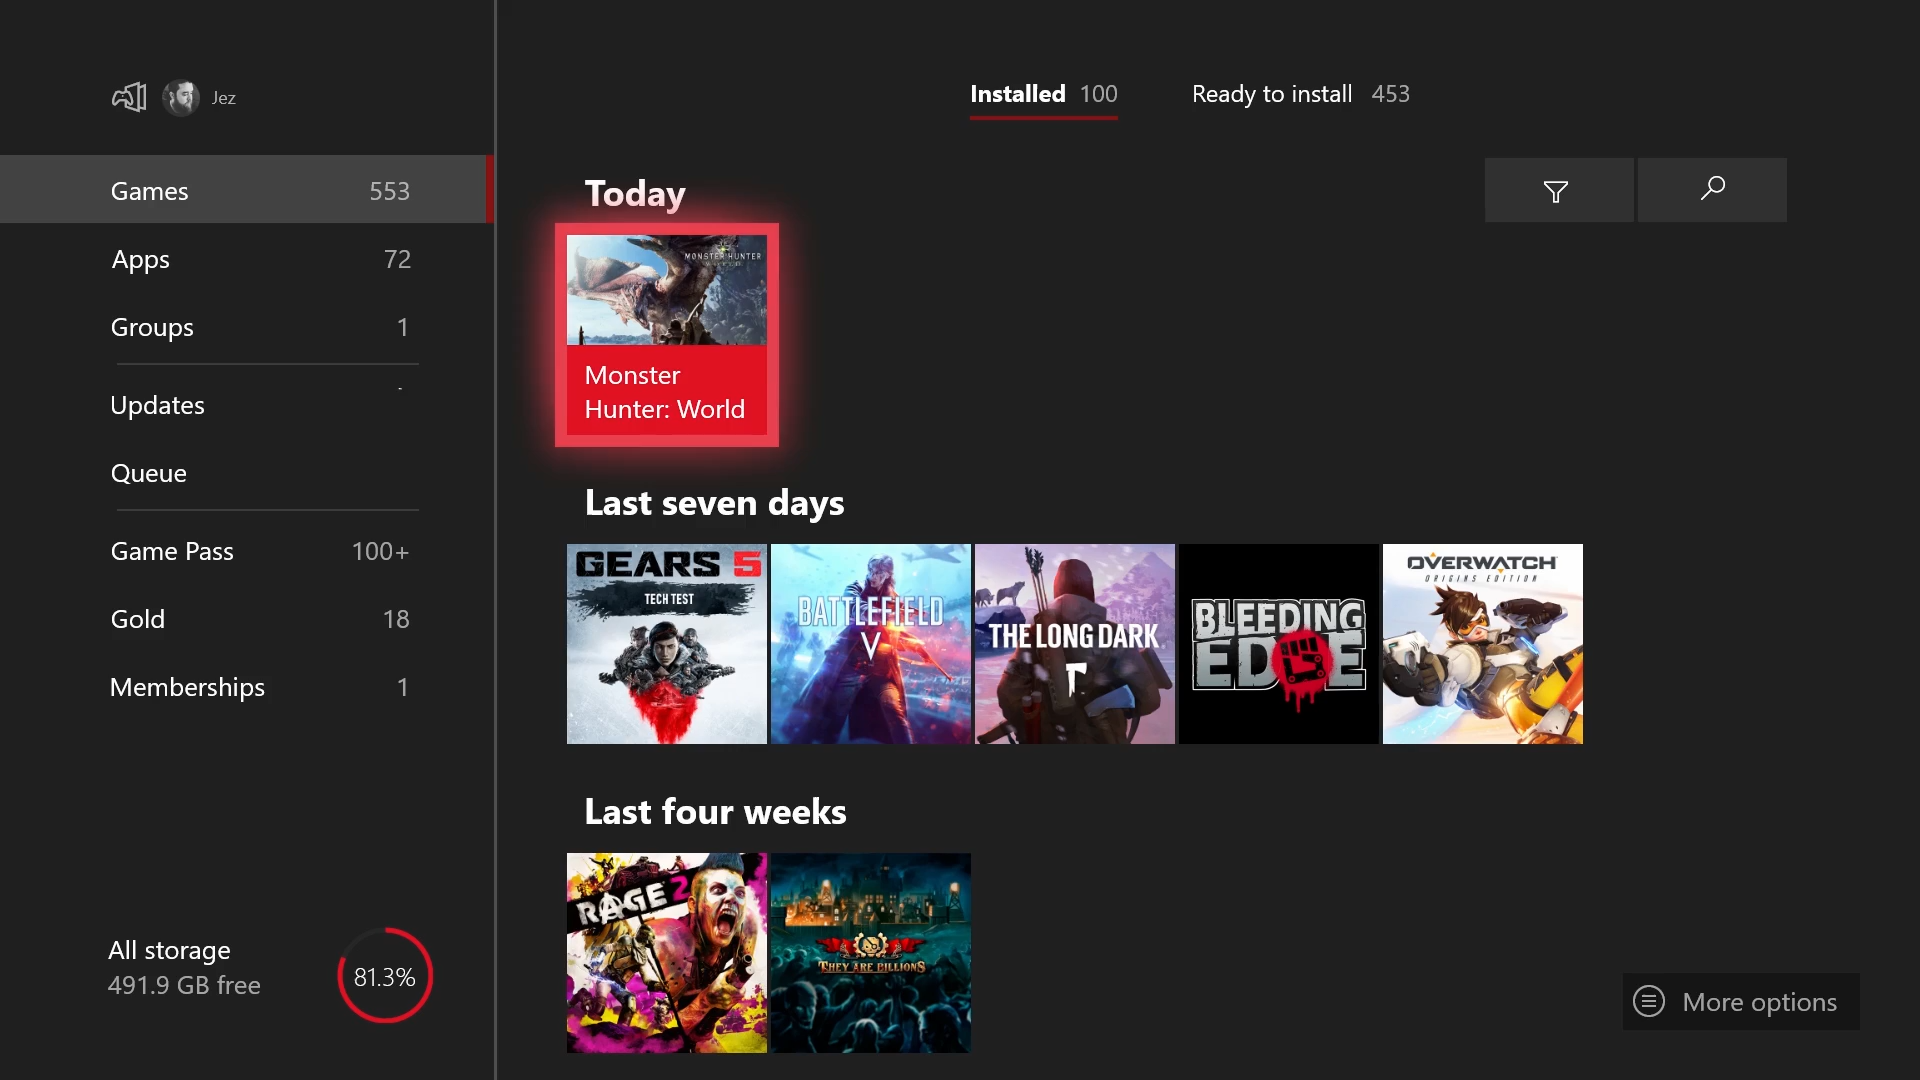 Jez
Installed 100
Ready to install 453
Games 553
Apps 72
Groups 1
Updates
Queue
Game Pass 100+
Gold 18
Memberships 1
All storage
491.9 GB free
81.3%
Today
MONSTER HUNTER
WORLD
Monster
Hunter: World
Last seven days
GEARS 5
TECH TEST
BATTLEFIELD
V
THE LONG DARK
BLEEDING
EDGE
OVERWATCH
ORIGINS EDITION
Last four weeks
RAGE 2
THEY ARE BILLIONS
More options